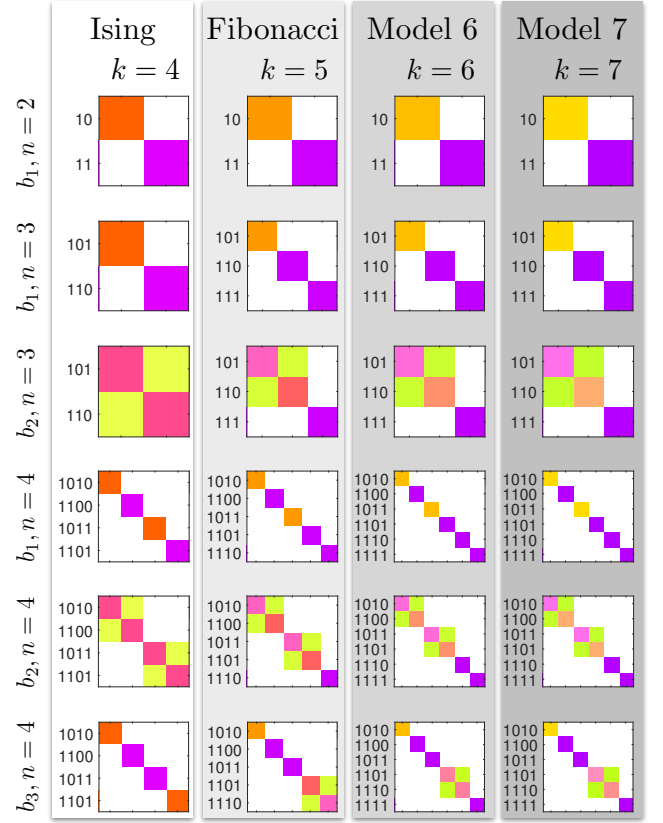 Ising Fibonacci Model 6 Model 7
k = 4 k = 5 k = 6 k = 7
b₁, n = 2
10 10 10 10
11 11 11 11
b₁, n = 3
101 101 101 101
110 110 110 110
111 111 111
b₂, n = 3
101 101 101 101
110 110 110 110
111 111 111
b₁, n = 4
1010 1010 1010 1010
1100 1100 1100 1100
1011 1011 1011 1011
1101 1101 1101 1101
1110 1110 1110
1111 1111
b₂, n = 4
1010 1010 1010 1010
1100 1100 1100 1100
1011 1011 1011 1011
1101 1101 1101 1101
1110 1110 1110
1111 1111
b₃, n = 4
1010 1010 1010 1010
1100 1100 1100 1100
1011 1011 1011 1011
1101 1101 1101 1101
1110 1110 1110
1111 1111